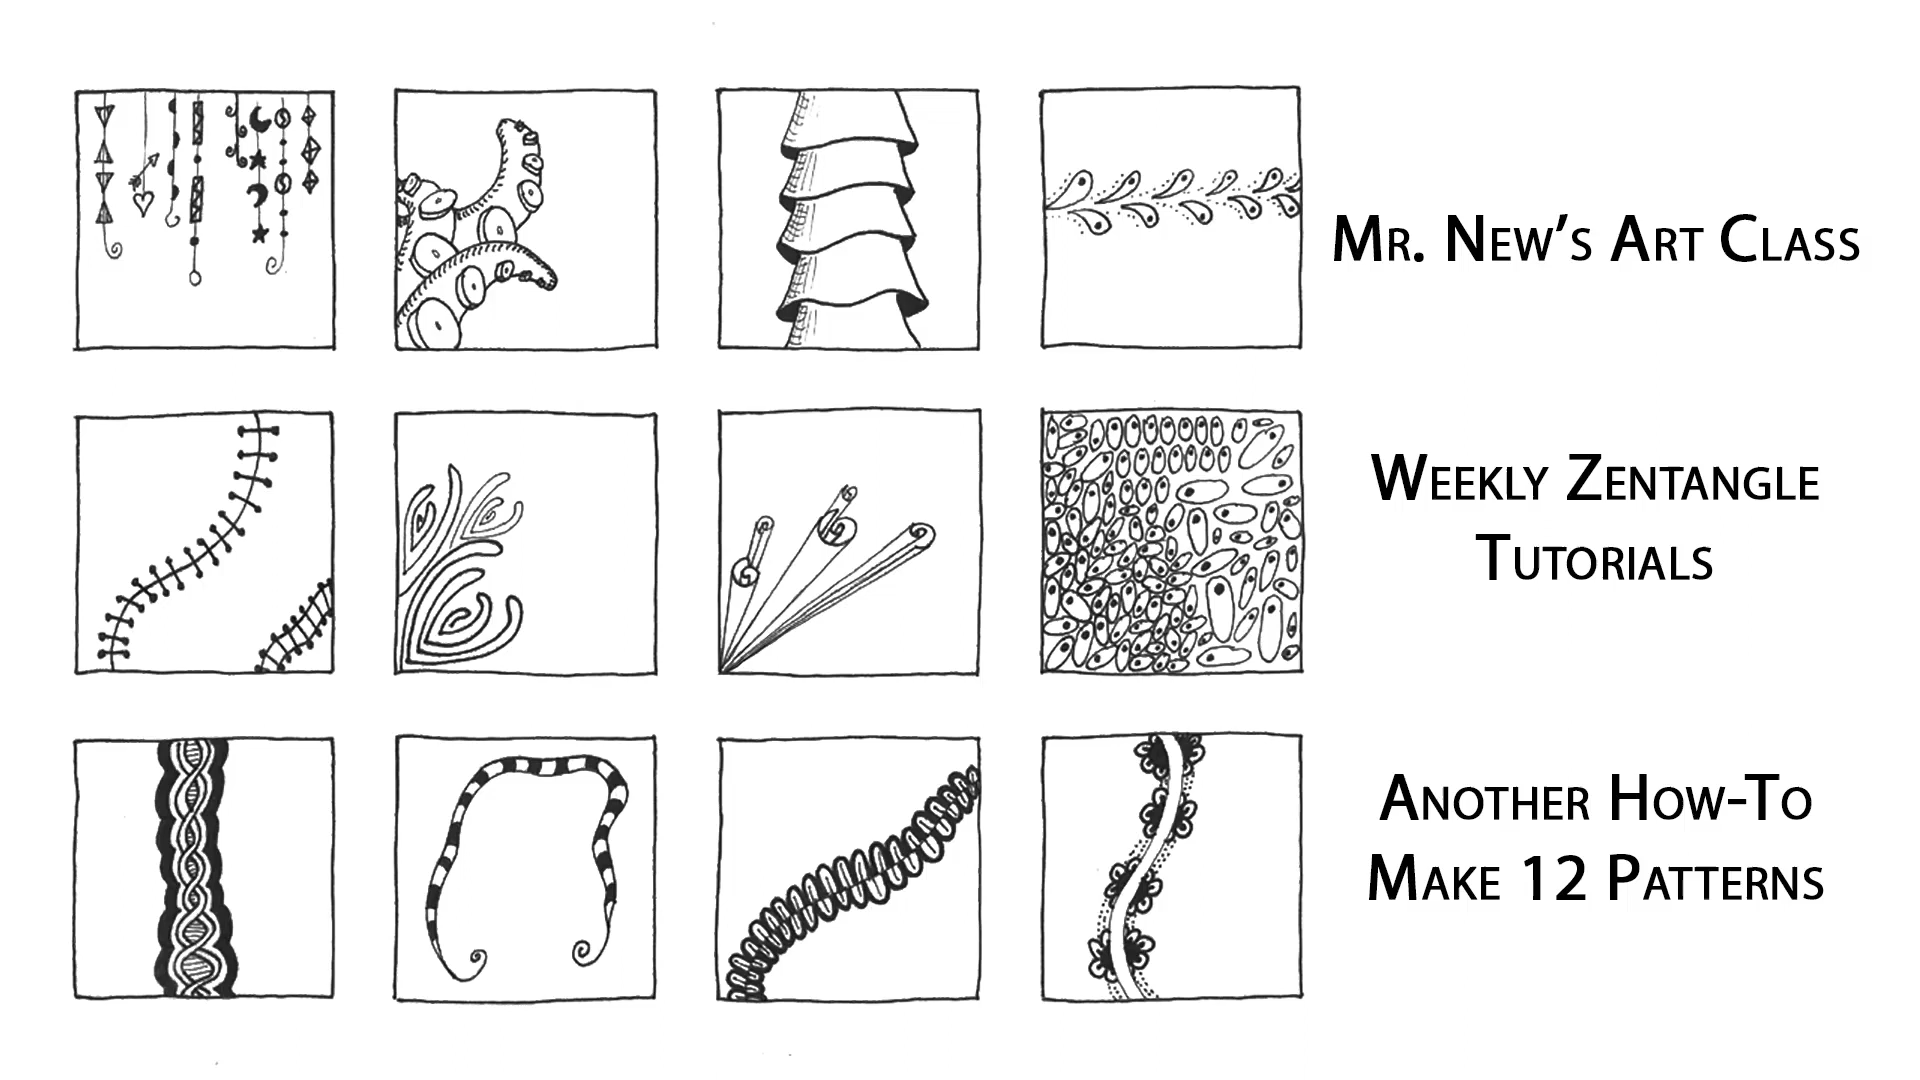 Mr. New’s Art Class
Weekly Zentangle
Tutorials
Another How-To
Make 12 Patterns